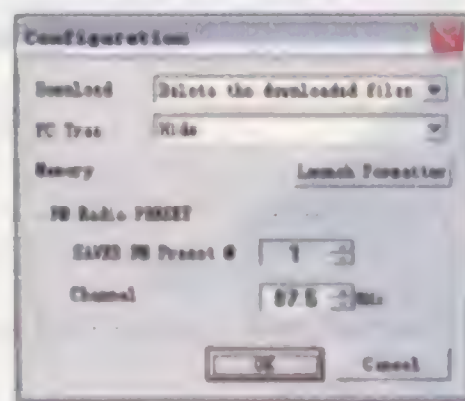 Configuration
Download Delete the downloaded files
PC Tree Wide
Memory Launch Formatter
FM Radio PRESET
SAVED FM Preset # 1
Channel 87.5 MHz
OK Cancel